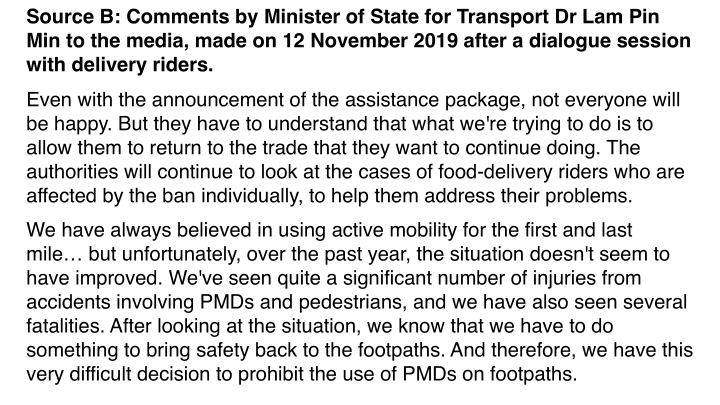 Source B: Comments by Minister of State for Transport Dr Lam Pin
Min to the media, made on 12 November 2019 after a dialogue session
with delivery riders.
Even with the announcement of the assistance package, not everyone will
be happy. But they have to understand that what we're trying to do is to
allow them to return to the trade that they want to continue doing. The
authorities will continue to look at the cases of food-delivery riders who are
affected by the ban individually, to help them address their problems.
We have always believed in using active mobility for the first and last
mile… but unfortunately, over the past year, the situation doesn't seem to
have improved. We've seen quite a significant number of injuries from
accidents involving PMDs and pedestrians, and we have also seen several
fatalities. After looking at the situation, we know that we have to do
something to bring safety back to the footpaths. And therefore, we have this
very difficult decision to prohibit the use of PMDs on footpaths.